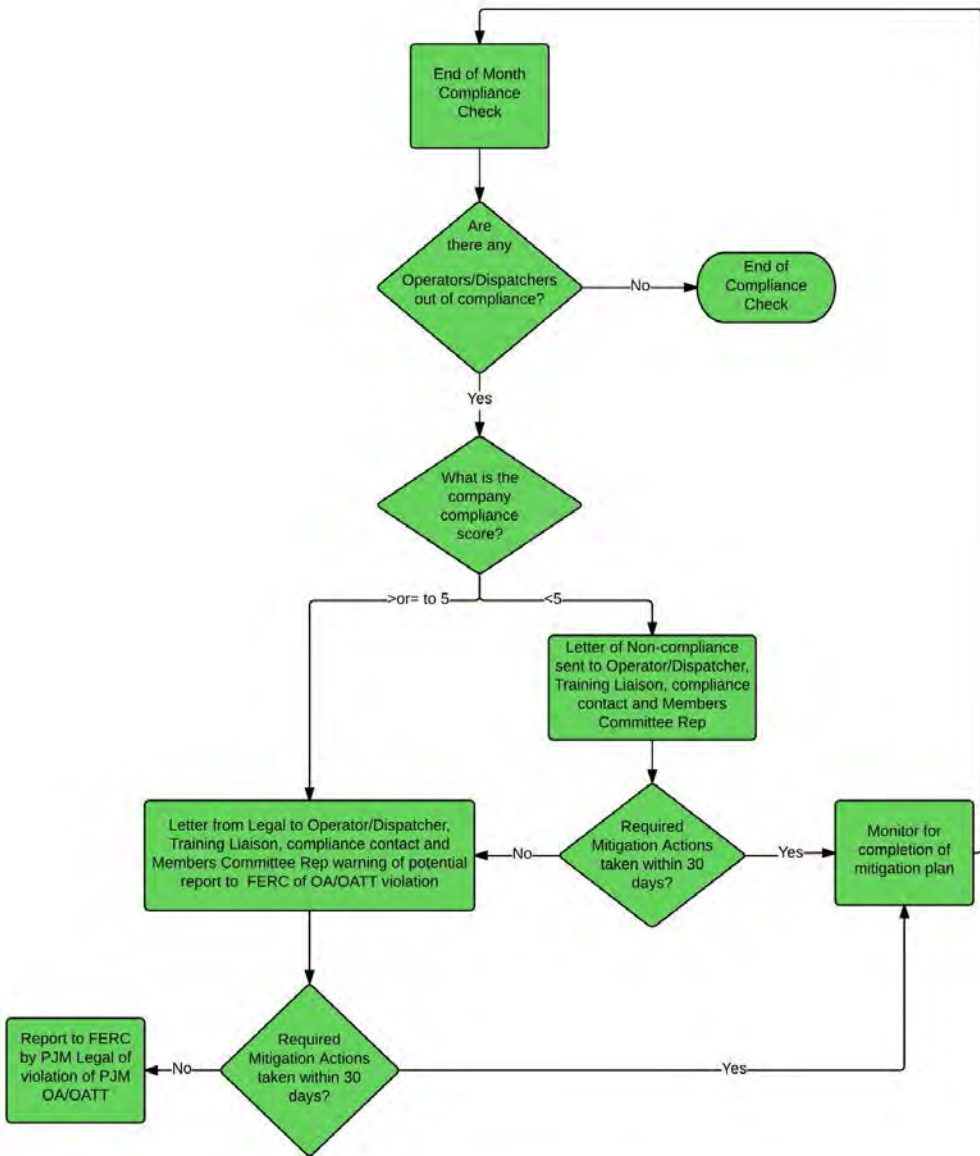 End of Month
Compliance
Check
Are
there any
Operators/Dispatchers
out of compliance?
No
End of
Compliance
Check
Yes
What is the
company
compliance
score?
>or= to 5
<5
Letter of Non-compliance
sent to Operator/Dispatcher,
Training Liaison, compliance
contact and Members
Committee Rep
Letter from Legal to Operator/Dispatcher,
Training Liaison, compliance contact and
Members Committee Rep warning of potential
report to FERC of OA/OATT violation
No
Required
Mitigation Actions
taken within 30
days?
Yes
Monitor for
completion of
mitigation plan
Report to FERC
by PJM Legal of
violation of PJM
OA/OATT
No
Required
Mitigation Actions
taken within 30
days?
Yes